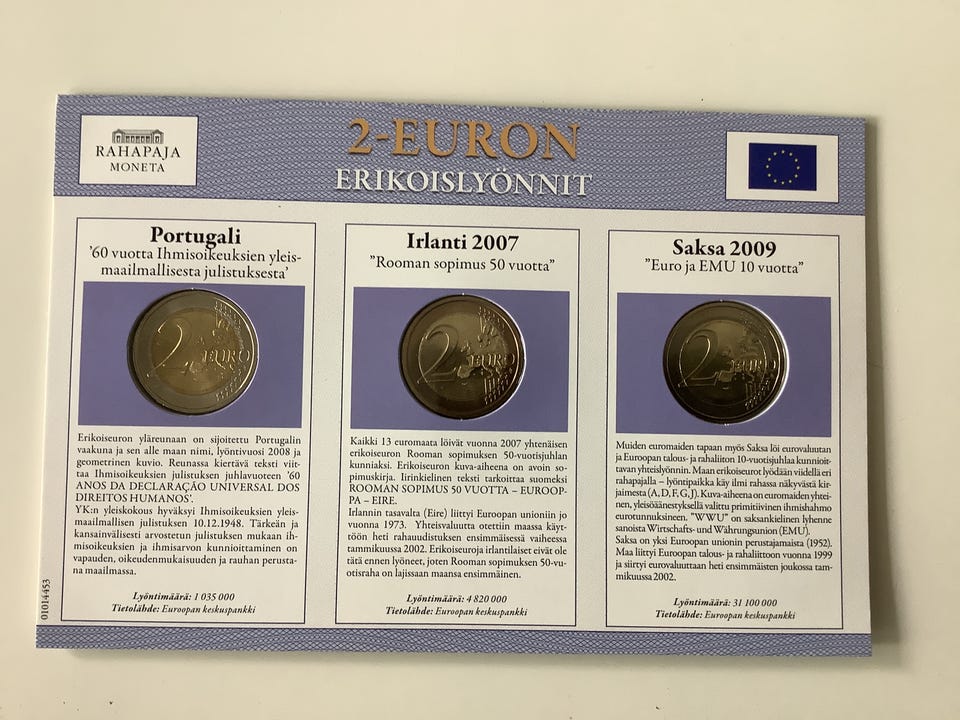 RAHAPAJA
MONETA
2-EURON
ERIKOISLYÖNNIT
Portugali
'60 vuotta Ihmisoikeuksien yleis-
maailmallisesta julistuksesta'
2 EURO
Erikoiseuron yläreunaan on sijoitettu Portugalin
vaakuna ja sen alle maan nimi, lyöntivuosi 2008 ja
geometrinen kuvio. Reunassa kiertävä teksti viit-
taa Ihmisoikeuksien julistuksen juhlavuoteen '60
ANOS DA DECLARAÇÃO UNIVERSAL DOS
DIREITOS HUMANOS'.
YK:n yleiskokous hyväksyi Ihmisoikeuksien yleis-
maailmallisen julistuksen 10.12.1948. Tärkeän ja
kansainvälisesti arvostetun julistuksen mukaan ih-
misoikeuksien ja ihmisarvon kunnioittaminen on
vapauden, oikeudenmukaisuuden ja rauhan perusta-
na maailmassa.
Lyöntimäärä: 1 035 000
Tietolähde: Euroopan keskuspankki
01014453
Irlanti 2007
"Rooman sopimus 50 vuotta"
2 EURO
Kaikki 13 euromaata löivät vuonna 2007 yhtenäisen
erikoiseuron Rooman sopimuksen 50-vuotisjuhlan
kunniaksi. Erikoiseuron kuva-aiheena on avoin so-
pimuskirja. Iirinkielinen teksti tarkoittaa suomeksi
ROOMAN SOPIMUS 50 VUOTTA – EUROOP-
PA – EIRE.
Irlannin tasavalta (Eire) liittyi Euroopan unioniin jo
vuonna 1973. Yhteisvaluutta otettiin maassa käyt-
töön heti rahauudistuksen ensimmäisessä vaiheessa
tammikuussa 2002. Erikoiseuroja irlantilaiset eivät ole
tätä ennen lyöneet, joten Rooman sopimuksen 50-vu-
otisraha on lajissaan maansa ensimmäinen.
Lyöntimäärä: 4 820 000
Tietolähde: Euroopan keskuspankki
Saksa 2009
"Euro ja EMU 10 vuotta"
2 EURO
Muiden euromaiden tapaan myös Saksa löi eurovaluutan
ja Euroopan talous- ja rahaliiton 10-vuotisjuhlaa kunnioit-
tavan yhteislyönnin. Maan erikoiseurot lyödään viidellä eri
rahapajalla – lyöntipaikka käy ilmi rahassa näkyvästä kir-
jaimesta (A, D, F, G, J). Kuva-aiheena on euromaiden yhtei-
nen, yleisöäänestyksellä valittu primitiivinen ihmishahmo
eurotunnuksineen. "WWU" on saksankielinen lyhenne
sanoista Wirtschafts- und Währungsunion (EMU).
Saksa on yksi Euroopan unionin perustajamaista (1952).
Maa liittyi Euroopan talous- ja rahaliittoon vuonna 1999
ja siirtyi eurovaluuttaan heti ensimmäisten joukossa tam-
mikuussa 2002.
Lyöntimäärä: 31 100 000
Tietolähde: Euroopan keskuspankki